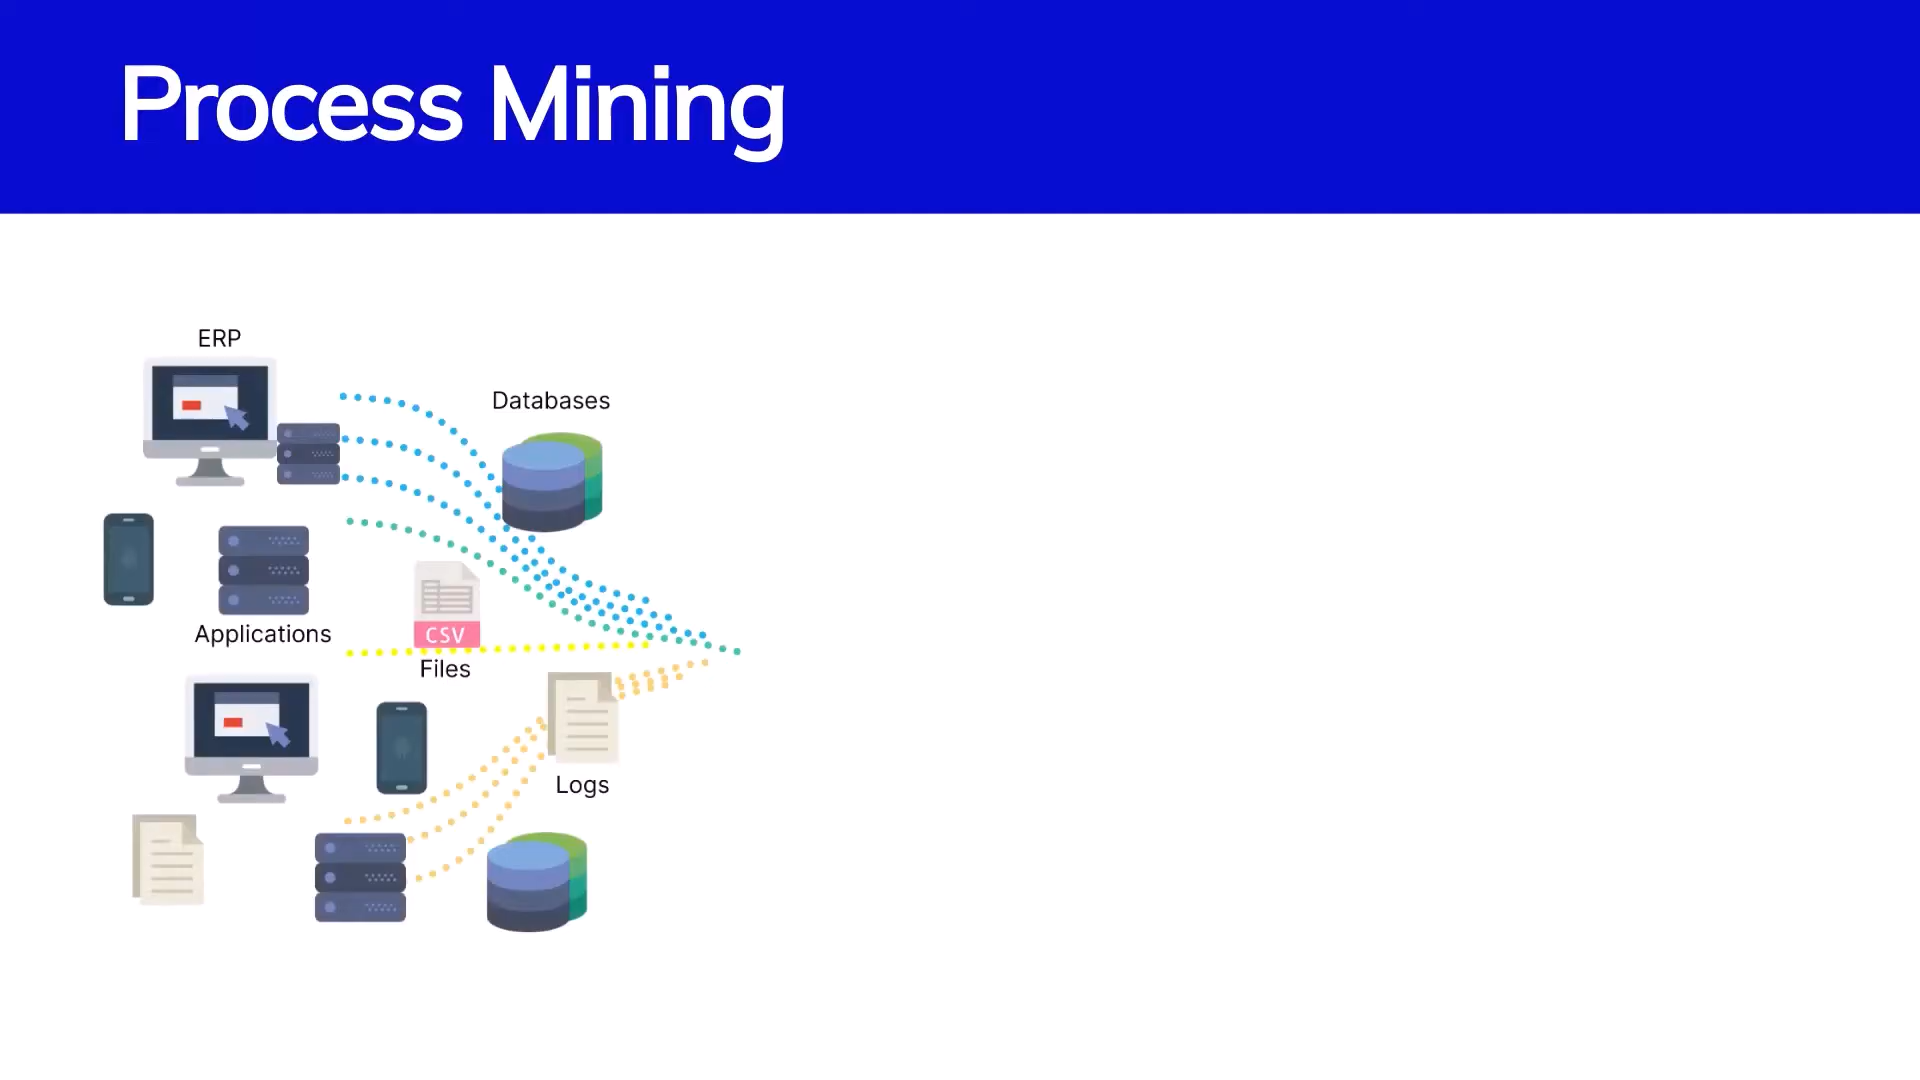 Process Mining
ERP
Databases
Applications
CSV
Files
Logs